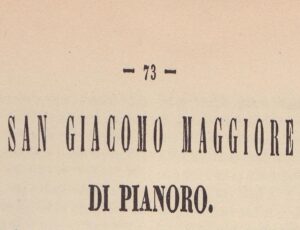 — 73 —
SAN GIACOMO MAGGIORE
DI PIANORO.